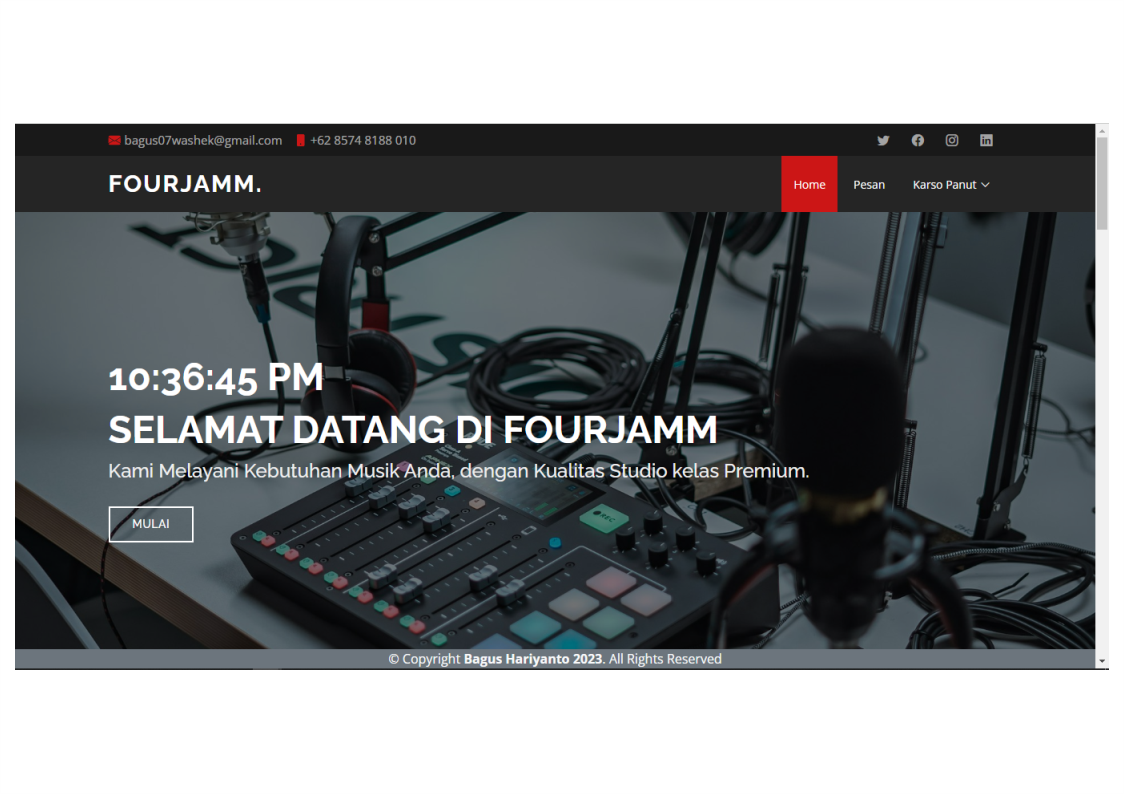 bagus07washek@gmail.com +62 8574 8188 010
FOURJAMM.
Home Pesan Karso Panut
10:36:45 PM
SELAMAT DATANG DI FOURJAMM
Kami Melayani Kebutuhan Musik Anda, dengan Kualitas Studio kelas Premium.
MULAI
© Copyright Bagus Hariyanto 2023. All Rights Reserved